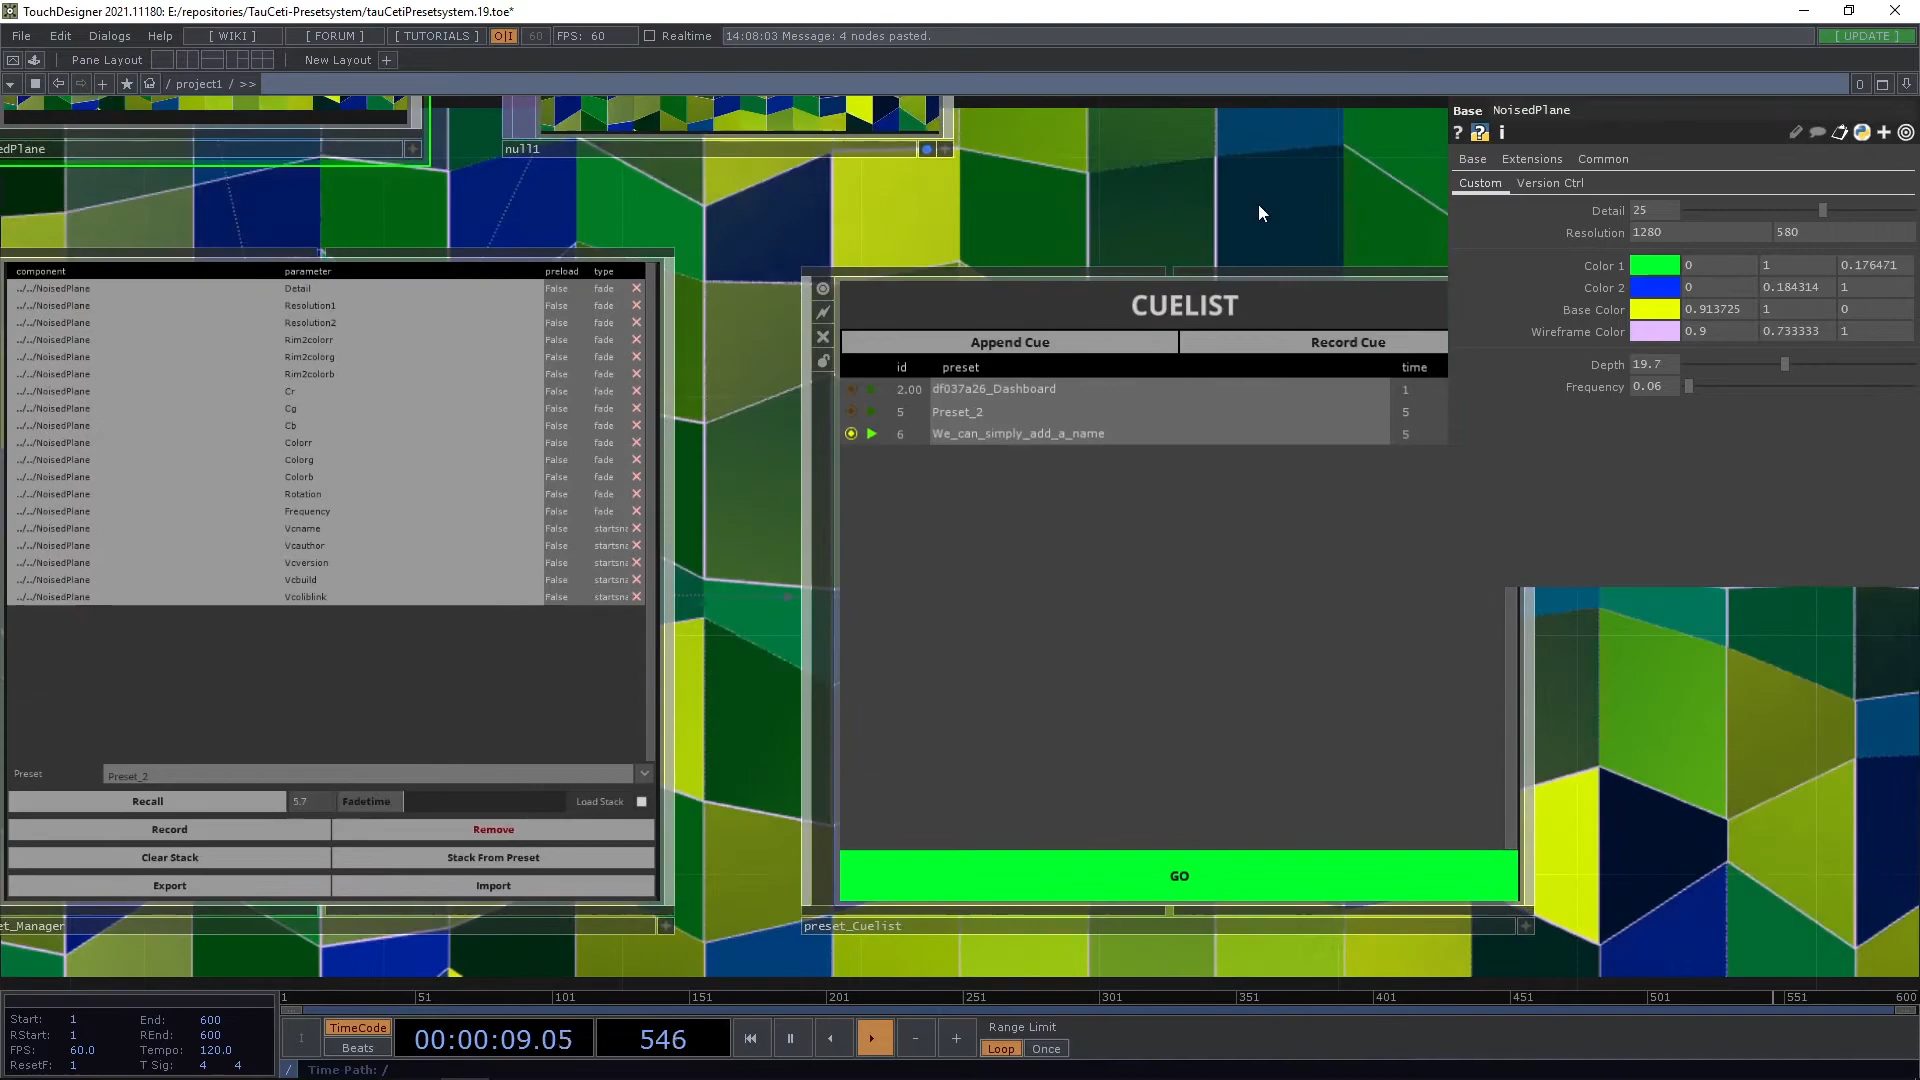 TouchDesigner 2021.11180: E:/repositories/TauCeti-Presetsystem/tauCetiPresetsystem.19.toe*
File Edit Dialogs Help [ WIKI ] [ FORUM ] [ TUTORIALS ] O|I 60 FPS: 60 Realtime 14:08:03 Message: 4 nodes pasted. [ UPDATE ]
Pane Layout New Layout +
/ project1 / >> 0
edPlane
null1
Base NoisedPlane
? ? i
Base Extensions Common
Custom Version Ctrl
Detail 25
Resolution 1280 580
Color 1 0 1 0.176471
Color 2 0 0.184314 1
Base Color 0.913725 1 0
Wireframe Color 0.9 0.733333 1
Depth 19.7
Frequency 0.06
component parameter preload type
../../NoisedPlane Detail False fade
../../NoisedPlane Resolution1 False fade
../../NoisedPlane Resolution2 False fade
../../NoisedPlane Rim2colorr False fade
../../NoisedPlane Rim2colorg False fade
../../NoisedPlane Rim2colorb False fade
../../NoisedPlane Cr False fade
../../NoisedPlane Cg False fade
../../NoisedPlane Cb False fade
../../NoisedPlane Colorr False fade
../../NoisedPlane Colorg False fade
../../NoisedPlane Colorb False fade
../../NoisedPlane Rotation False fade
../../NoisedPlane Frequency False fade
../../NoisedPlane Vcname False startsna
../../NoisedPlane Vcauthor False startsna
../../NoisedPlane Vcversion False startsna
../../NoisedPlane Vcbuild False startsna
../../NoisedPlane Vcoliblink False startsna
Preset Preset_2
Recall 5.7 Fadetime Load Stack
Record Remove
Clear Stack Stack From Preset
Export Import
et_Manager
CUELIST
Append Cue Record Cue
id preset time
2.00 df037a26_Dashboard 1
5 Preset_2 5
6 We_can_simply_add_a_name 5
GO
preset_Cuelist
1 51 101 151 201 251 301 351 401 451 501 551 600
Start: 1 End: 600
RStart: 1 REnd: 600
FPS: 60.0 Tempo: 120.0
ResetF: 1 T Sig: 4 4
I TimeCode
Beats
00:00:09.05 546
- +
Range Limit
Loop Once
/ Time Path: /